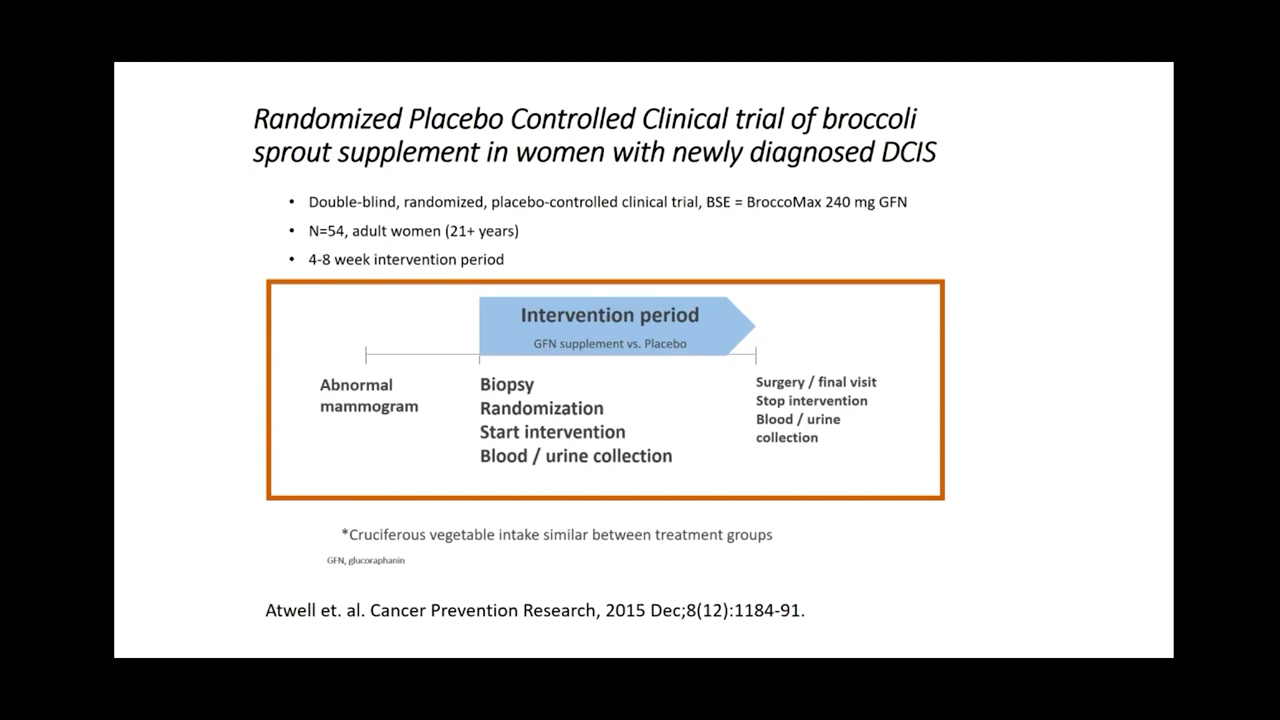 Randomized Placebo Controlled Clinical trial of broccoli
sprout supplement in women with newly diagnosed DCIS
• Double-blind, randomized, placebo-controlled clinical trial, BSE = BroccoMax 240 mg GFN
• N=54, adult women (21+ years)
• 4-8 week intervention period
Intervention period
GFN supplement vs. Placebo
Abnormal
mammogram
Biopsy
Randomization
Start intervention
Blood / urine collection
Surgery / final visit
Stop intervention
Blood / urine
collection
*Cruciferous vegetable intake similar between treatment groups
GFN, glucoraphanin
Atwell et. al. Cancer Prevention Research, 2015 Dec;8(12):1184-91.